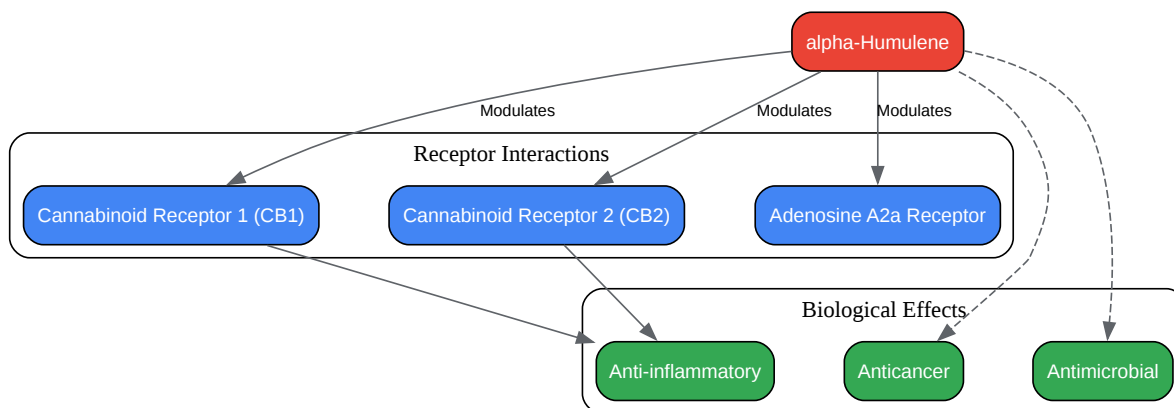 alpha-Humulene
Modulates
Modulates
Modulates
Receptor Interactions
Cannabinoid Receptor 1 (CB1)
Cannabinoid Receptor 2 (CB2)
Adenosine A2a Receptor
Biological Effects
Anti-inflammatory
Anticancer
Antimicrobial